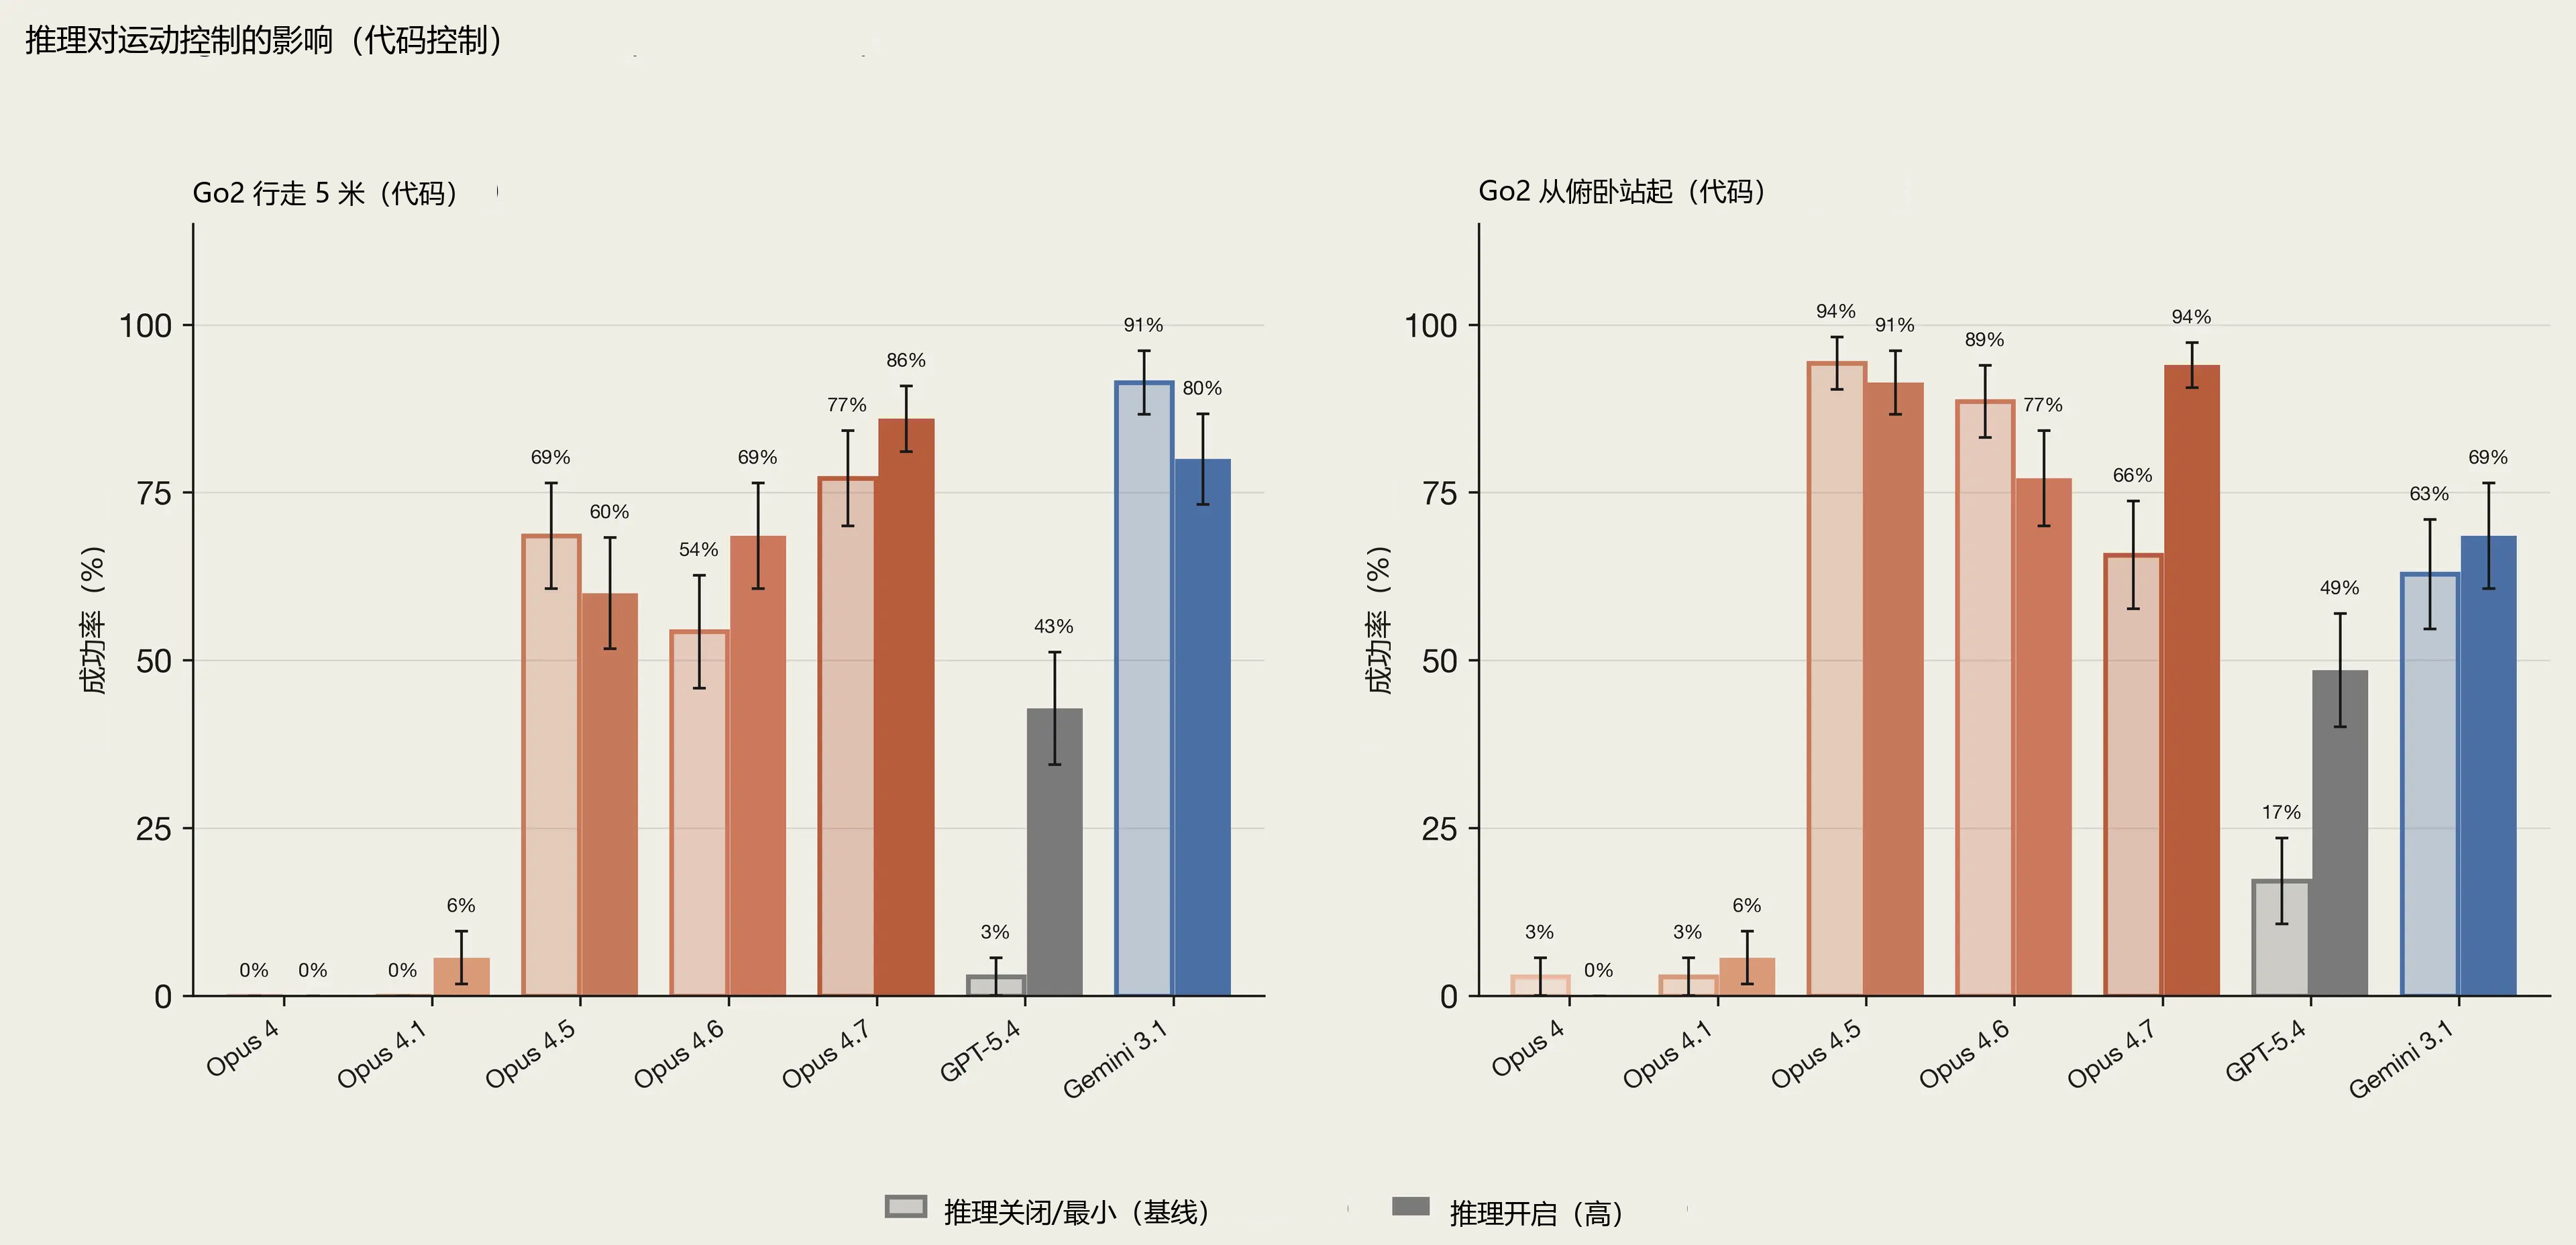 推理对运动控制的影响（代码控制）
Go2 行走 5 米（代码）
成功率（%）
100
75
50
25
0
0%
0%
0%
6%
69%
60%
54%
69%
77%
86%
3%
43%
91%
80%
Opus 4
Opus 4.1
Opus 4.5
Opus 4.6
Opus 4.7
GPT-5.4
Gemini 3.1
Go2 从俯卧站起（代码）
成功率（%）
100
75
50
25
0
3%
0%
3%
6%
94%
91%
89%
77%
66%
94%
17%
49%
63%
69%
Opus 4
Opus 4.1
Opus 4.5
Opus 4.6
Opus 4.7
GPT-5.4
Gemini 3.1
推理关闭/最小（基线）
推理开启（高）